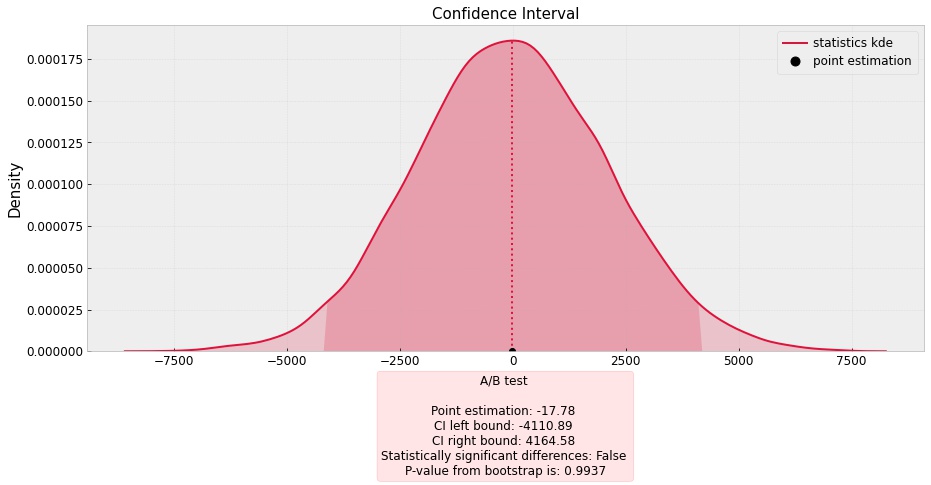 Confidence Interval
statistics kde
point estimation
Density
0.000175
0.000150
0.000125
0.000100
0.000075
0.000050
0.000025
0.000000
−7500
−5000
−2500
0
2500
5000
7500
A/B test
Point estimation: -17.78
CI left bound: -4110.89
CI right bound: 4164.58
Statistically significant differences: False
P-value from bootstrap is: 0.9937